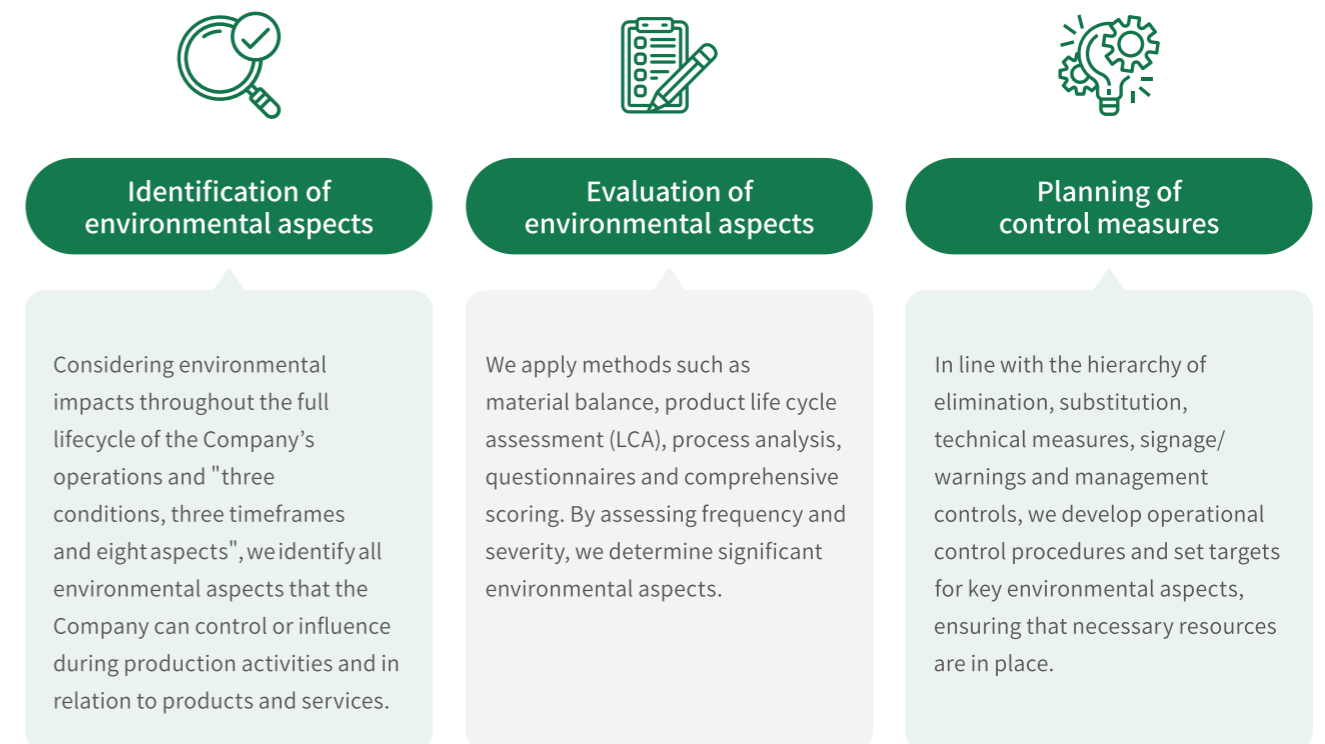 Identification of
environmental aspects
Considering environmental
impacts throughout the full
lifecycle of the Company’s
operations and "three
conditions, three timeframes
and eight aspects", we identify all
environmental aspects that the
Company can control or influence
during production activities and in
relation to products and services.
Evaluation of
environmental aspects
We apply methods such as
material balance, product life cycle
assessment (LCA), process analysis,
questionnaires and comprehensive
scoring. By assessing frequency and
severity, we determine significant
environmental aspects.
Planning of
control measures
In line with the hierarchy of
elimination, substitution,
technical measures, signage/
warnings and management
controls, we develop operational
control procedures and set targets
for key environmental aspects,
ensuring that necessary resources
are in place.